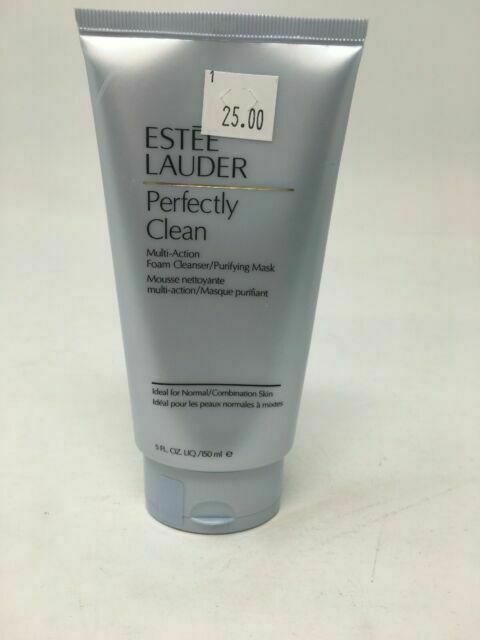 1
25.00
ESTĒE
LAUDER
Perfectly
Clean
Multi-Action
Foam Cleanser/Purifying Mask
Mousse nettoyante
multi-action/Masque purifiant
Ideal for Normal/Combination Skin
Idéal pour les peaux normales à mixtes
5 FL. OZ. LIQ./150 ml ℮